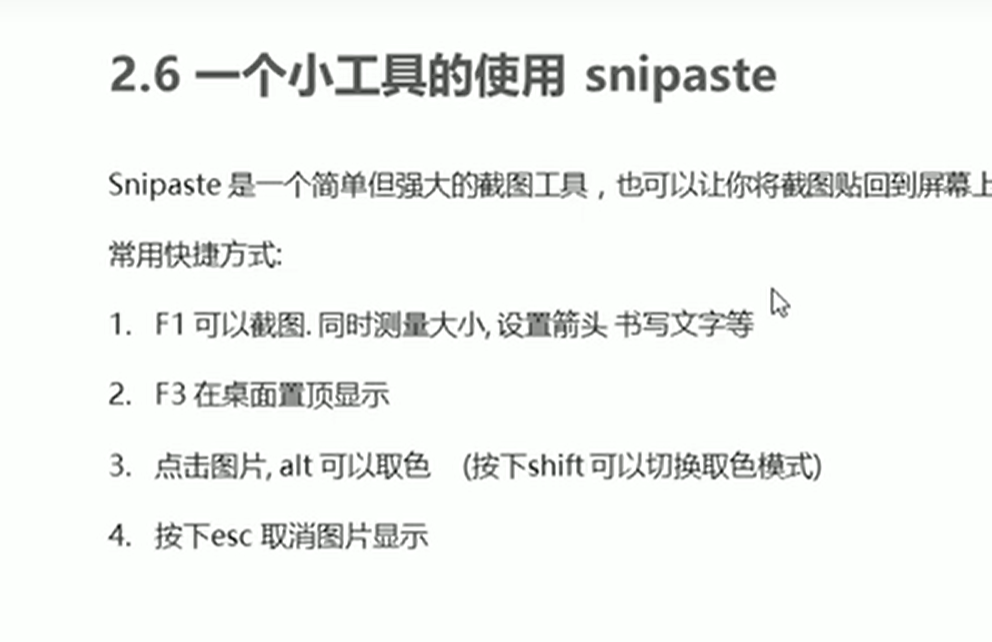 2.6 一个小工具的使用 snipaste
Snipaste 是一个简单但强大的截图工具，也可以让你将截图贴回到屏幕上
常用快捷方式:
1. F1 可以截图. 同时测量大小, 设置箭头 书写文字等
2. F3 在桌面置顶显示
3. 点击图片, alt 可以取色 (按下shift 可以切换取色模式)
4. 按下esc 取消图片显示